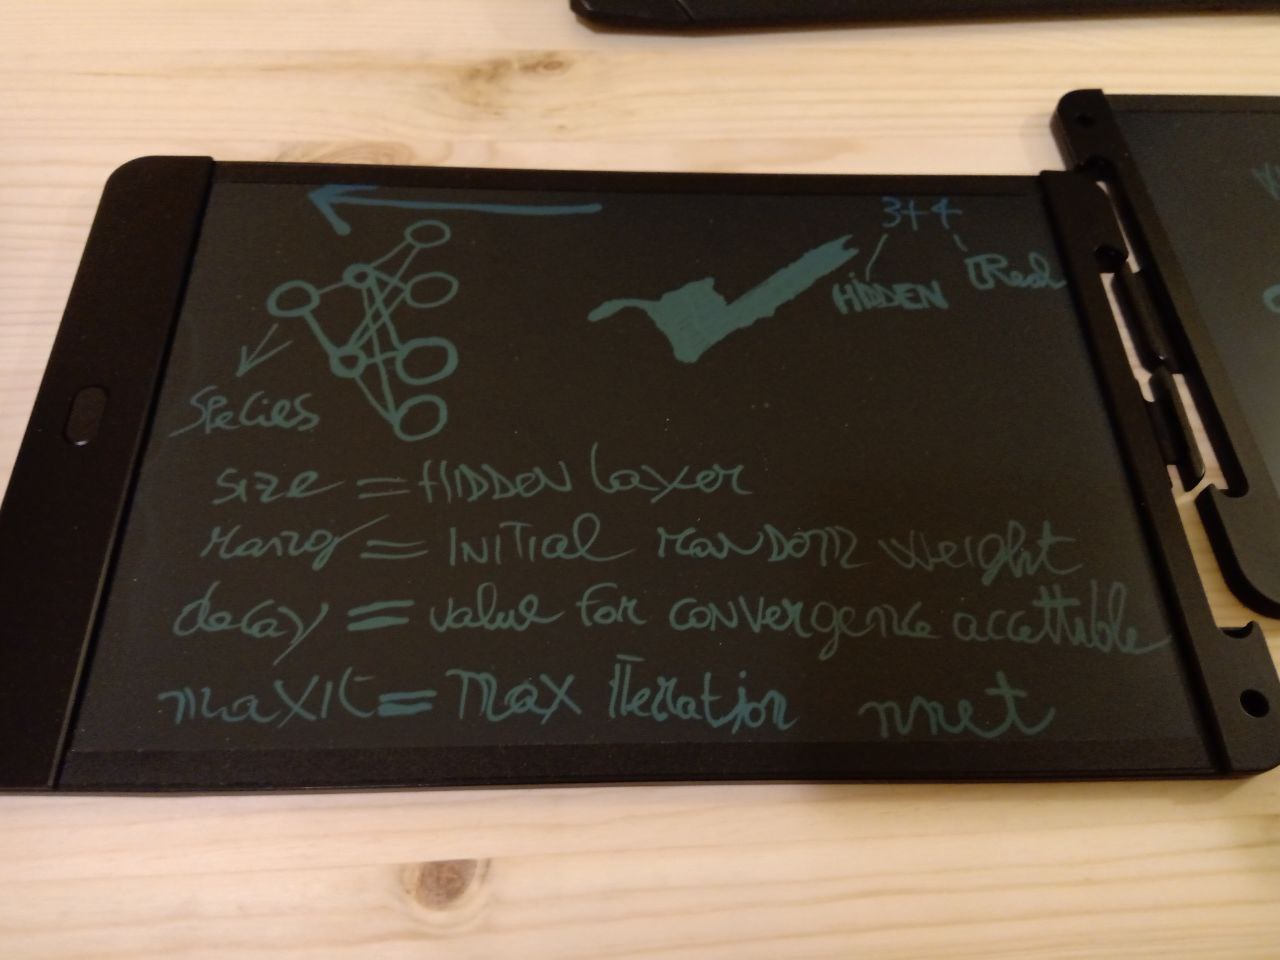 3+4
HIDDEN Real
Species
size = HIDDEN Layer
rang = INITIAL RANDOM weight
decay = value for convergence accettable
maxit = Max Iteration nnet